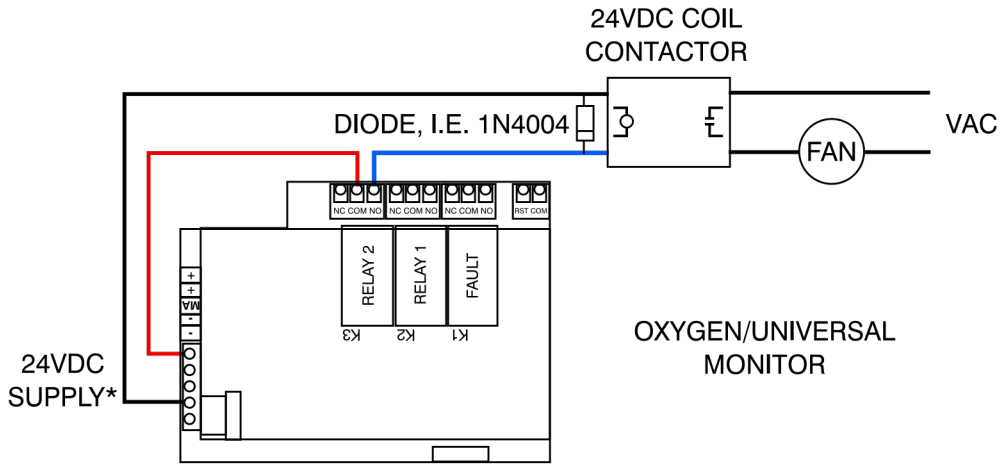 24VDC COIL
CONTACTOR
DIODE, I.E. 1N4004
VAC
FAN
NC COM NO NC COM NO NC COM NO RST COM
RELAY 2
RELAY 1
FAULT
K3
K2
K1
+
+
MA
-
-
24VDC
SUPPLY*
OXYGEN/UNIVERSAL
MONITOR